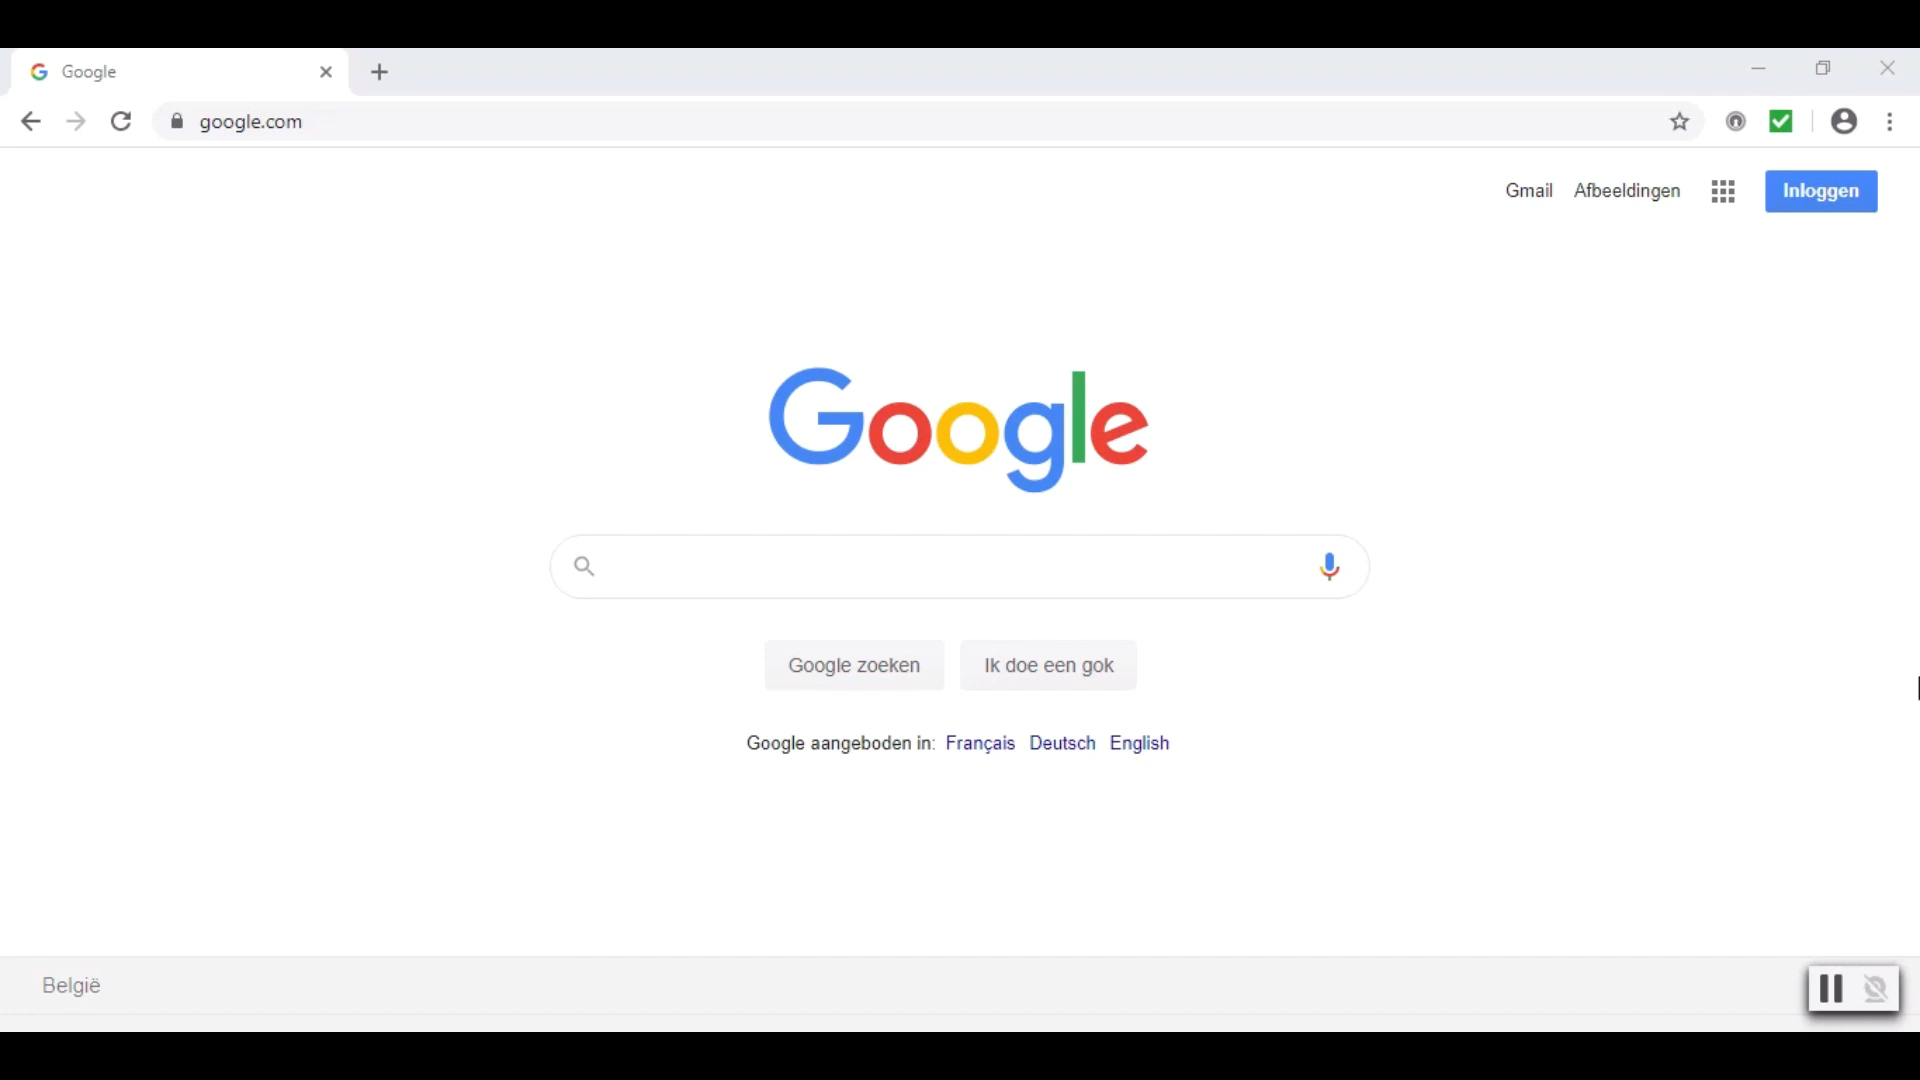 Google
google.com
Gmail Afbeeldingen Inloggen
Google
Google zoeken Ik doe een gok
Google aangeboden in: Français Deutsch English
België